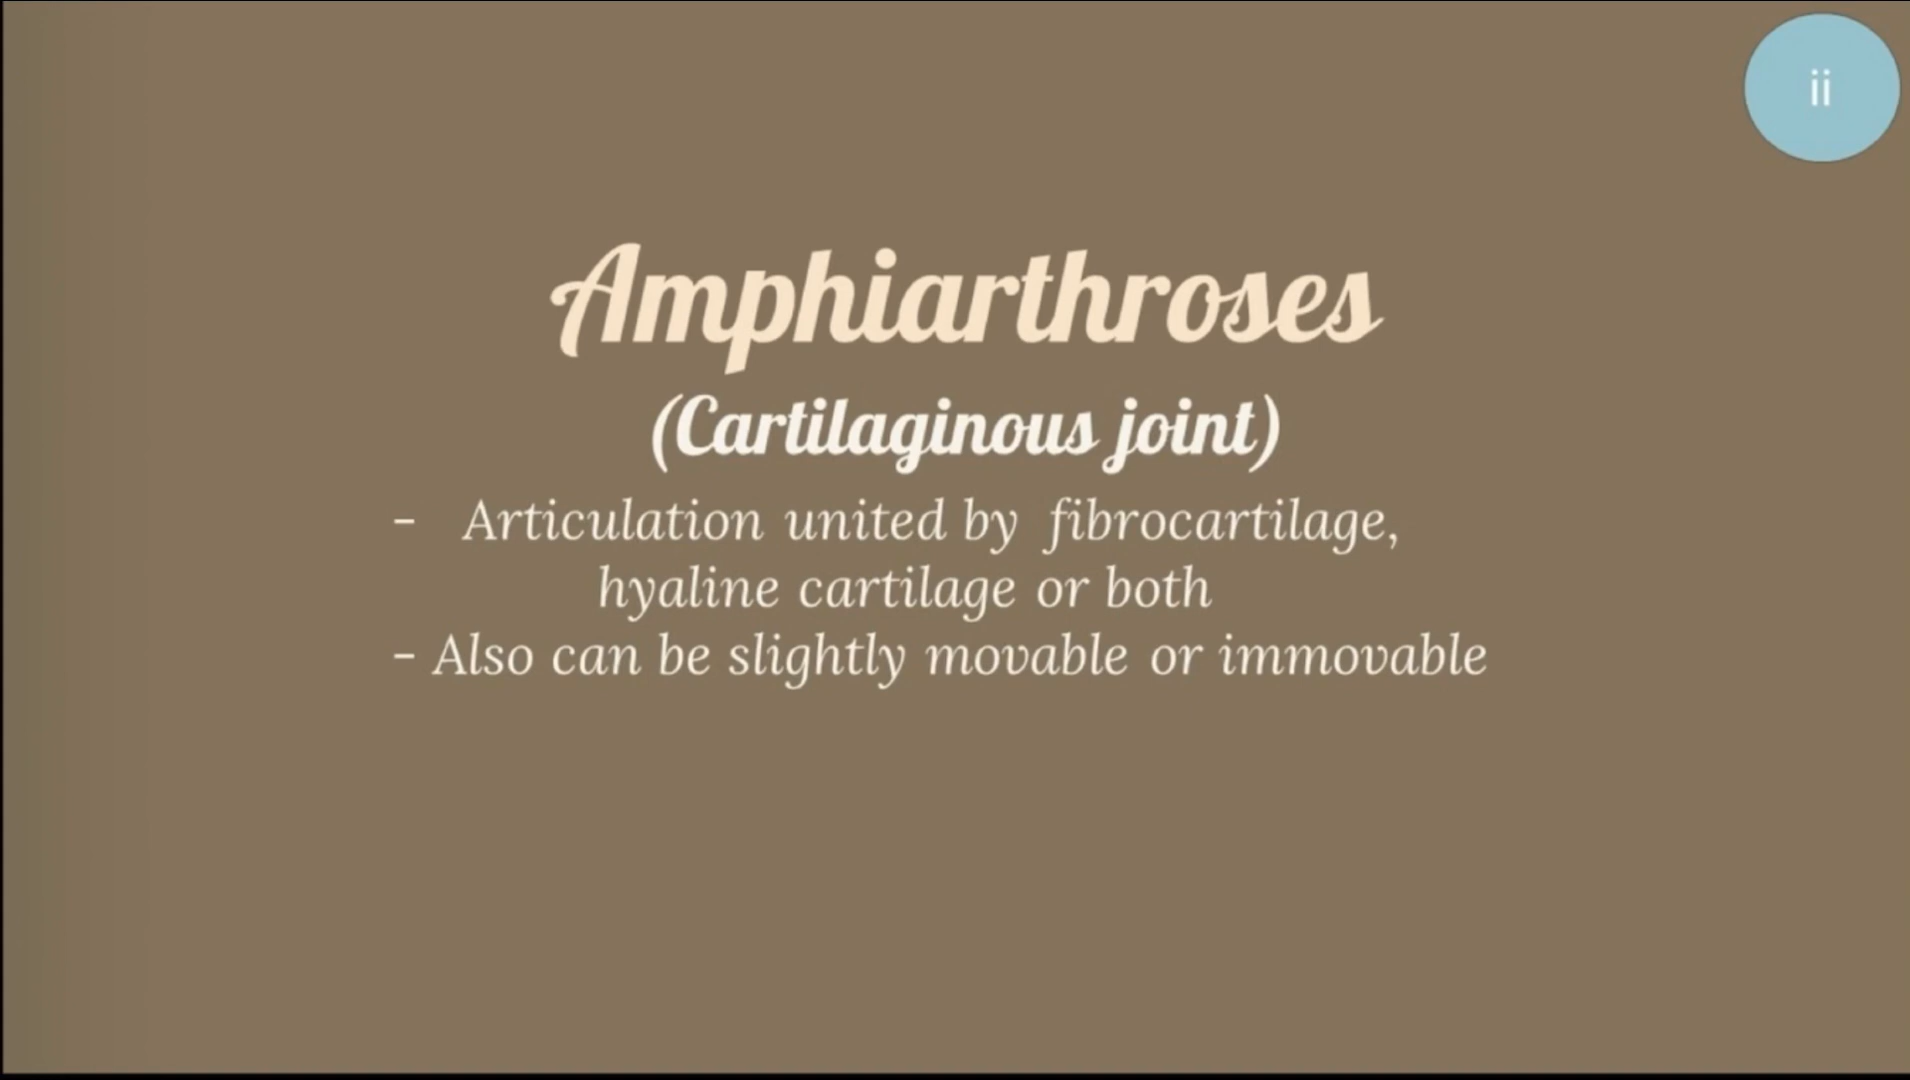 ii
Amphiarthroses
(Cartilaginous joint)
- Articulation united by fibrocartilage,
hyaline cartilage or both
- Also can be slightly movable or immovable